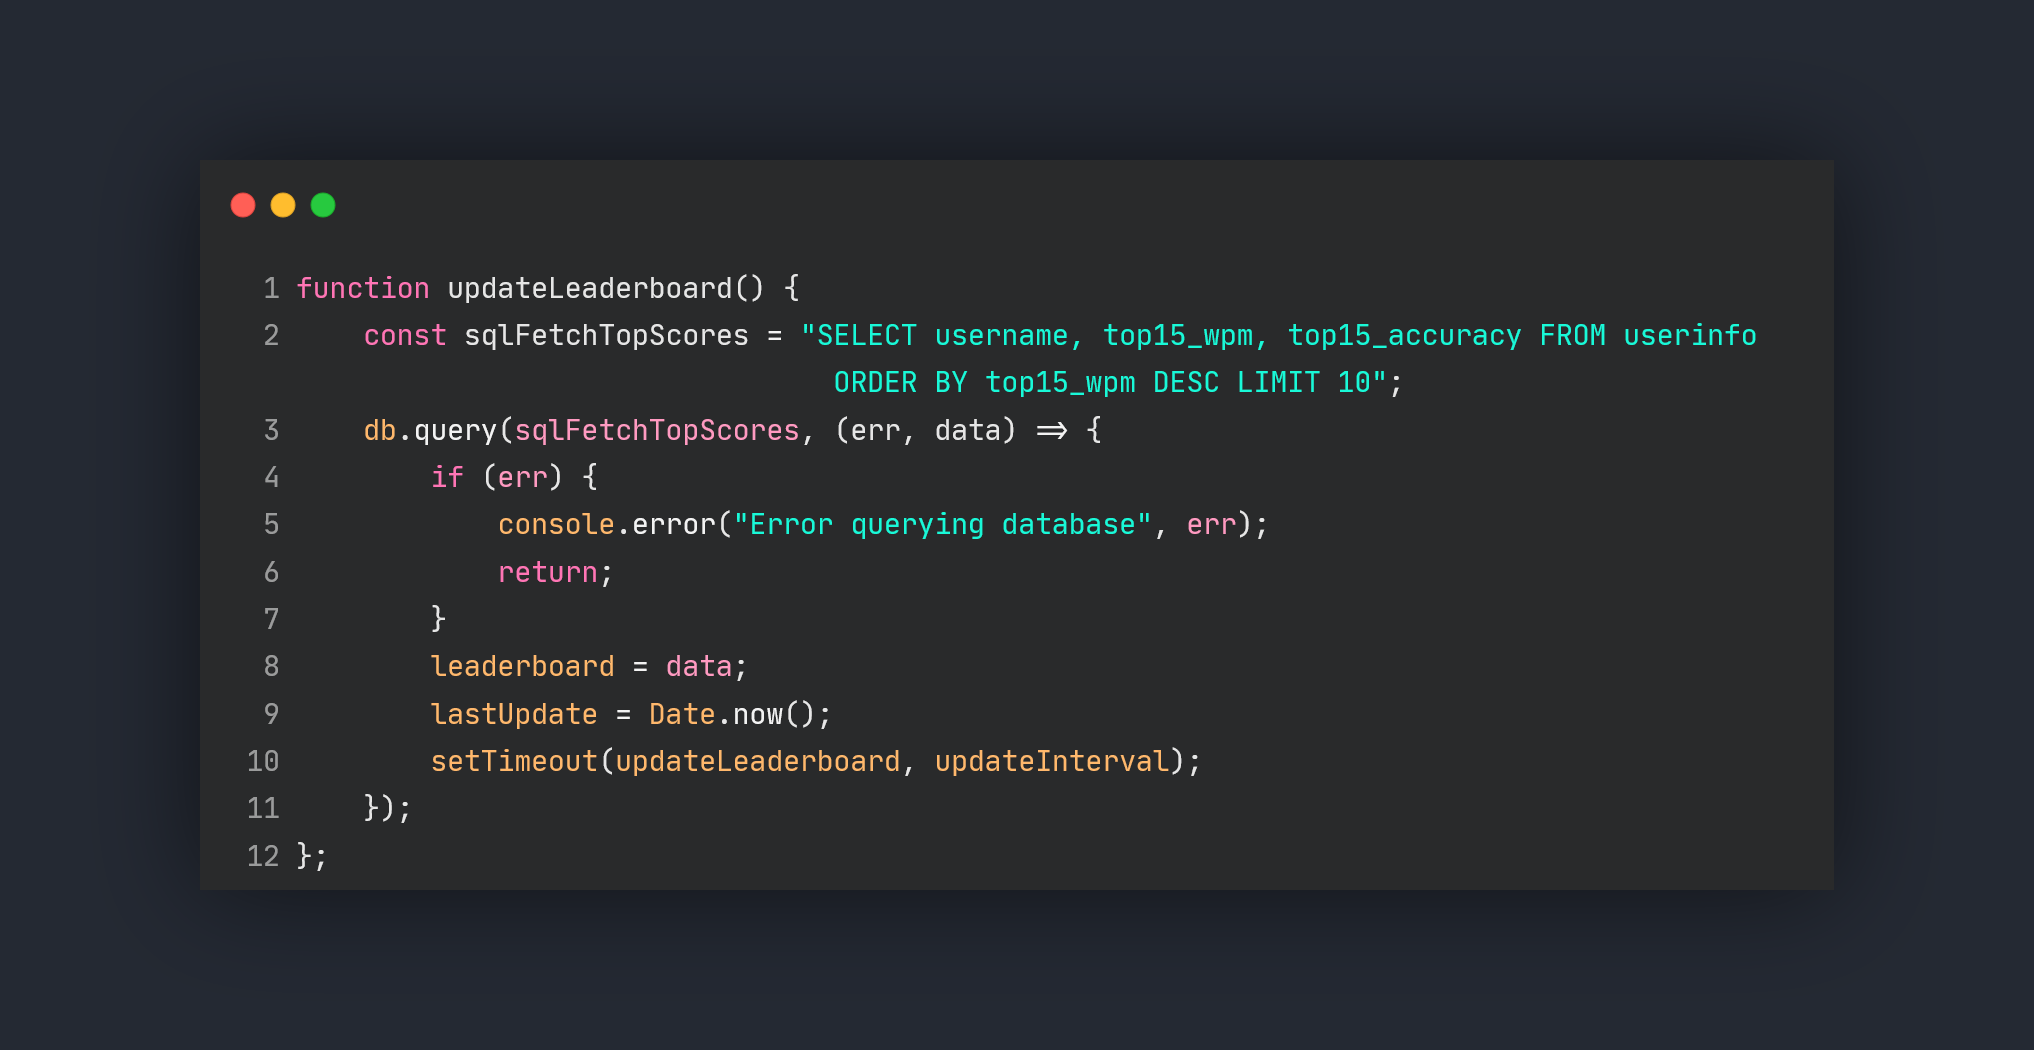 1 function updateLeaderboard() {
2     const sqlFetchTopScores = "SELECT username, top15_wpm, top15_accuracy FROM userinfo
                                ORDER BY top15_wpm DESC LIMIT 10";
3     db.query(sqlFetchTopScores, (err, data) => {
4         if (err) {
5             console.error("Error querying database", err);
6             return;
7         }
8         leaderboard = data;
9         lastUpdate = Date.now();
10         setTimeout(updateLeaderboard, updateInterval);
11     });
12 };